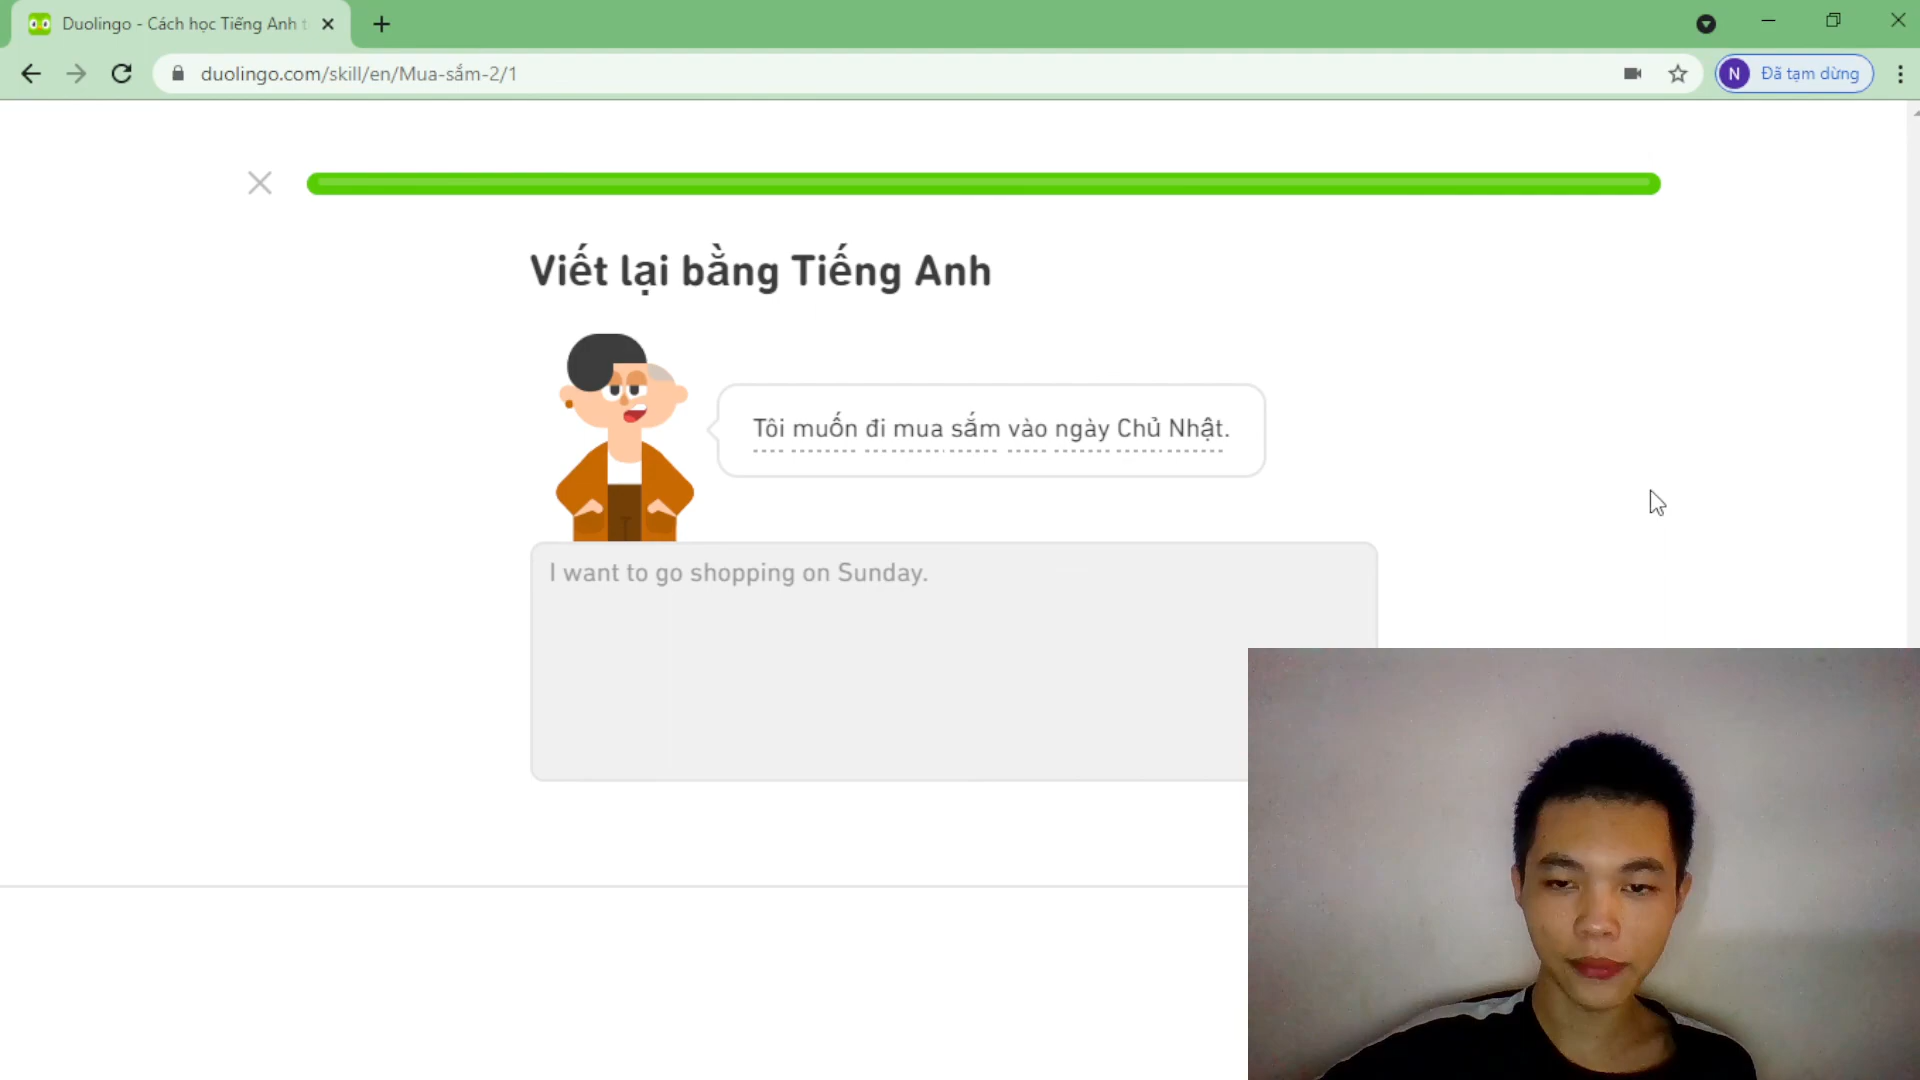 Duolingo - Cách học Tiếng Anh t
duolingo.com/skill/en/Mua-sắm-2/1
N Đã tạm dừng
Viết lại bằng Tiếng Anh
Tôi muốn đi mua sắm vào ngày Chủ Nhật.
I want to go shopping on Sunday.